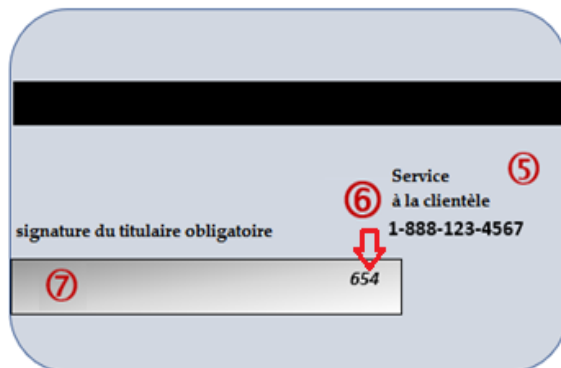 Service ⑤
⑥ à la clientèle
signature du titulaire obligatoire 1-888-123-4567
⑦ 654